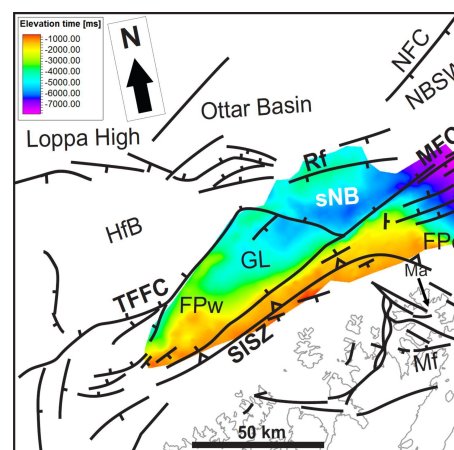 Elevation time [ms]
-1000.00
-2000.00
-3000.00
-4000.00
-5000.00
-6000.00
-7000.00
N
NFC
NBSW
Ottar Basin
Loppa High
Rf
MFC
sNB
HfB
GL
FPe
TFFC
FPw
Ma
SISZ
Mf
50 km